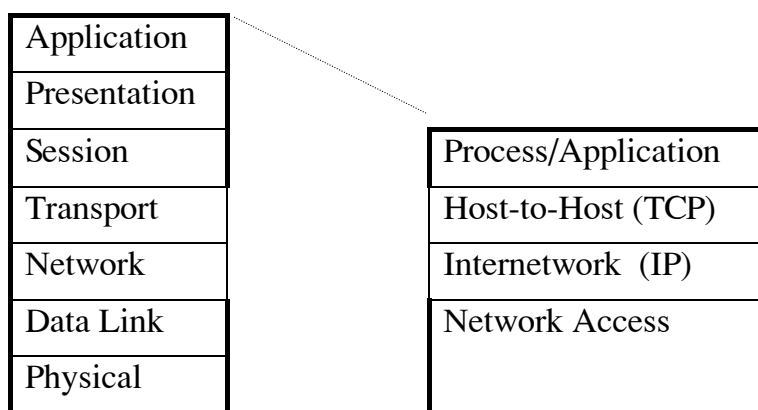 Application
Presentation
Session
Transport
Network
Data Link
Physical
Process/Application
Host-to-Host (TCP)
Internetwork (IP)
Network Access